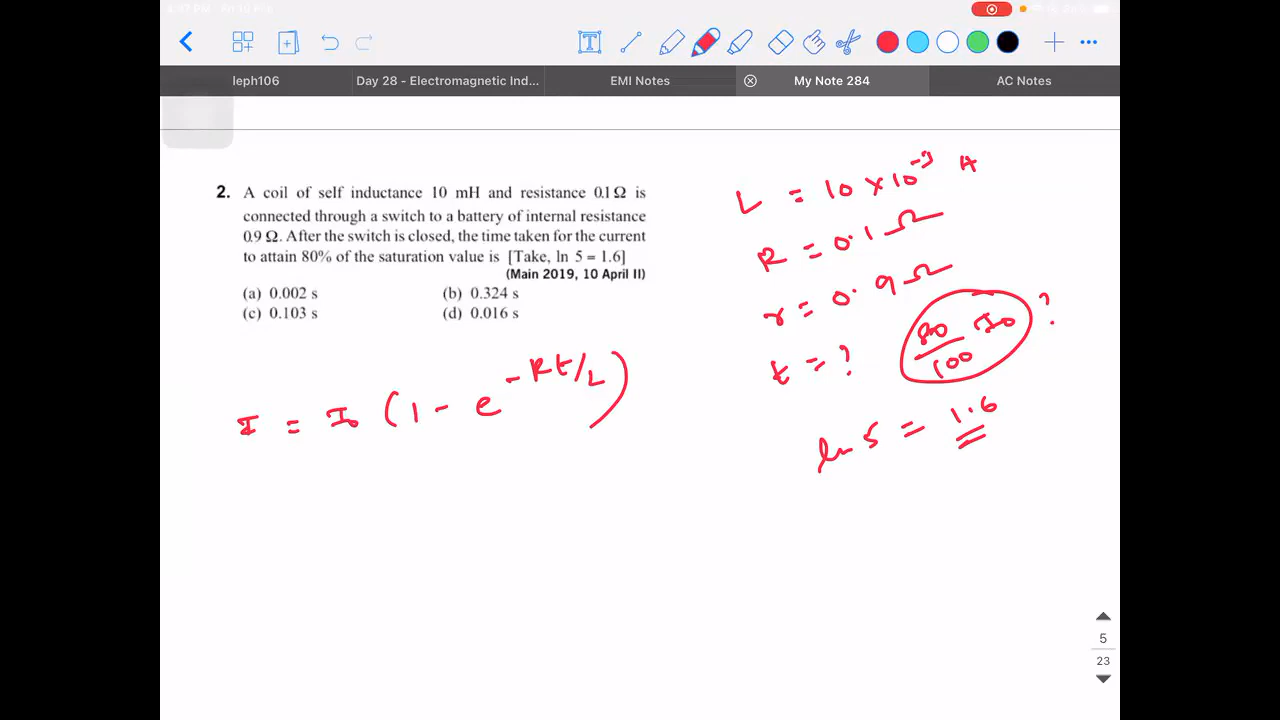 leph106
Day 28 - Electromagnetic Ind...
EMI Notes
My Note 284
AC Notes
2. A coil of self inductance 10 mH and resistance 0.1 Ω is
connected through a switch to a battery of internal resistance
0.9 Ω. After the switch is closed, the time taken for the current
to attain 80% of the saturation value is [Take, ln 5 = 1.6]
(Main 2019, 10 April II)
(a) 0.002 s (b) 0.324 s
(c) 0.103 s (d) 0.016 s
I = I₀ (1 - e^{-Rt/L})
L = 10 × 10⁻³ H
R = 0.1 Ω
r = 0.9 Ω
t = ? 80/100 I₀ ?
ln 5 = 1.6
5
23